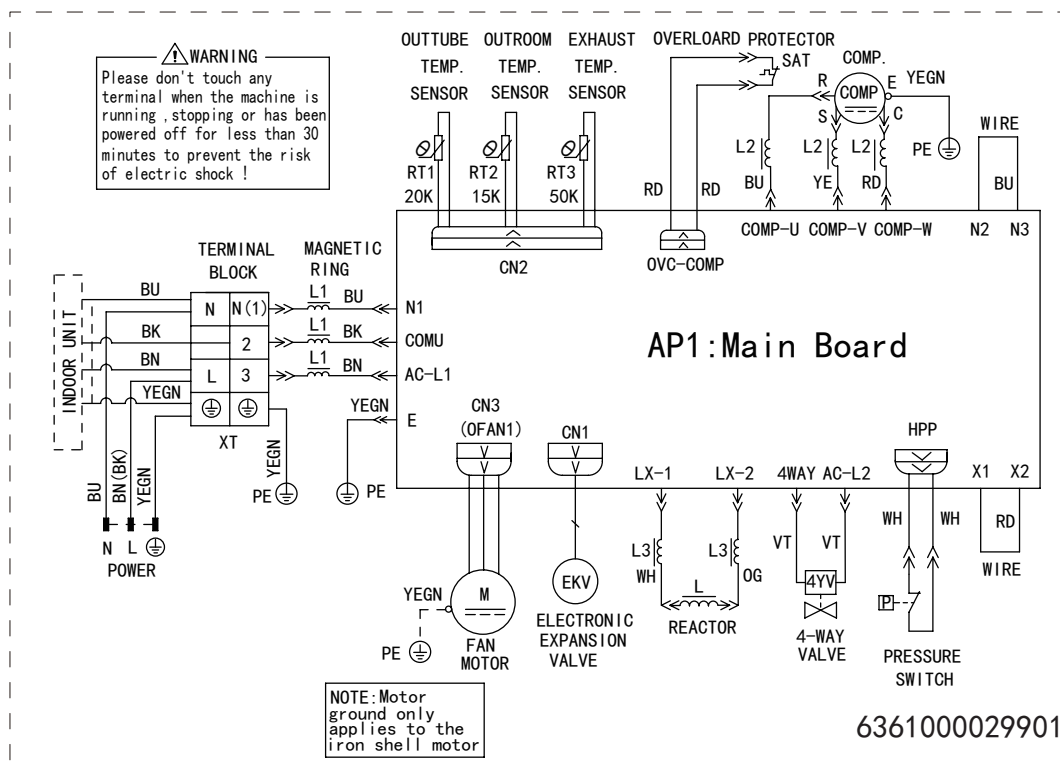 WARNING
Please don't touch any
terminal when the machine is
running ,stopping or has been
powered off for less than 30
minutes to prevent the risk
of electric shock !
OUTTUBE OUTROOM EXHAUST OVERLOARD PROTECTOR
TEMP. TEMP. TEMP.
SENSOR SENSOR SENSOR
SAT
COMP.
R COMP E YEGN
S C
WIRE
L2 L2 L2 PE
RT1 RT2 RT3
20K 15K 50K
RD RD
BU YE RD BU
COMP-U COMP-V COMP-W N2 N3
CN2
OVC-COMP
TERMINAL
BLOCK
MAGNETIC
RING
INDOOR UNIT
BU
N N(1) L1 BU N1
BK
2 L1 BK COMU
BN
L 3 L1 BN AC-L1
YEGN
XT
AP1:Main Board
YEGN E
YEGN
PE PE
BU BN(BK) YEGN
N L
POWER
CN3
(OFAN1)
CN1
HPP
LX-1 LX-2 4WAY AC-L2 X1 X2
WH WH
RD
WIRE
L3 L3 VT VT
WH OG
L
REACTOR
4YV
4-WAY
VALVE
P
PRESSURE
SWITCH
YEGN
M
PE
FAN
MOTOR
EKV
ELECTRONIC
EXPANSION
VALVE
NOTE:Motor
ground only
applies to the
iron shell motor
6361000029901